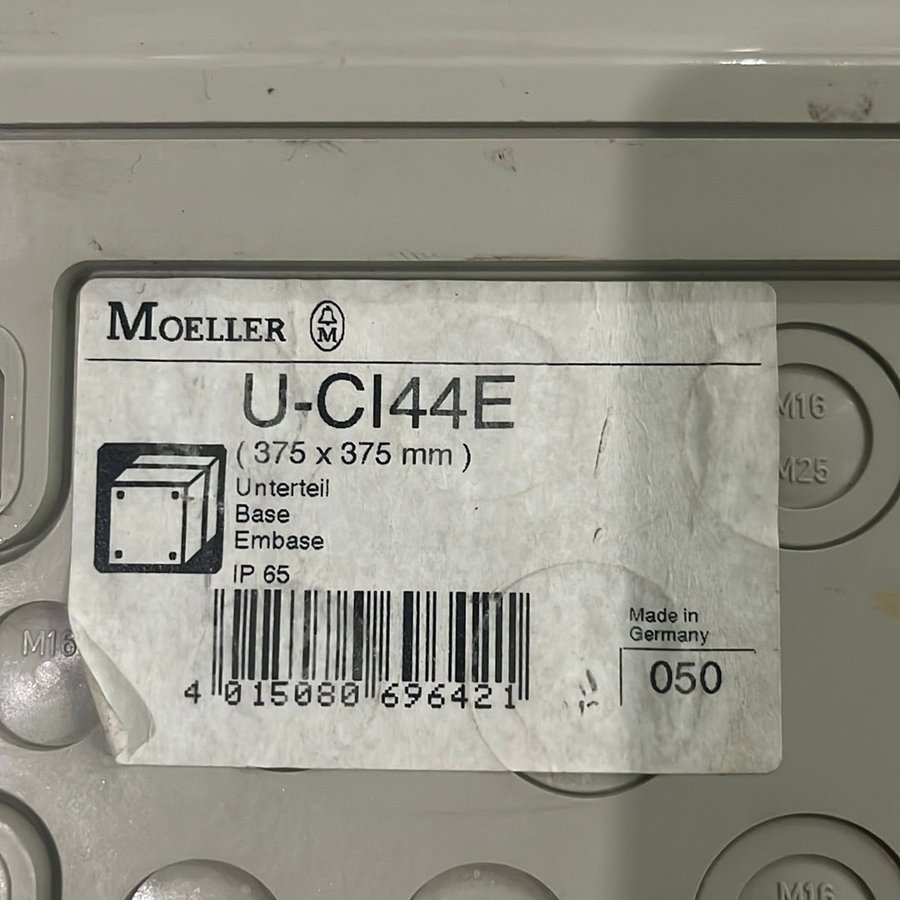 MOELLER M
U-CI44E
( 375 x 375 mm )
Unterteil
Base
Embase
IP 65
4 015080 696421
Made in
Germany
050
M16
M25
M16
M16